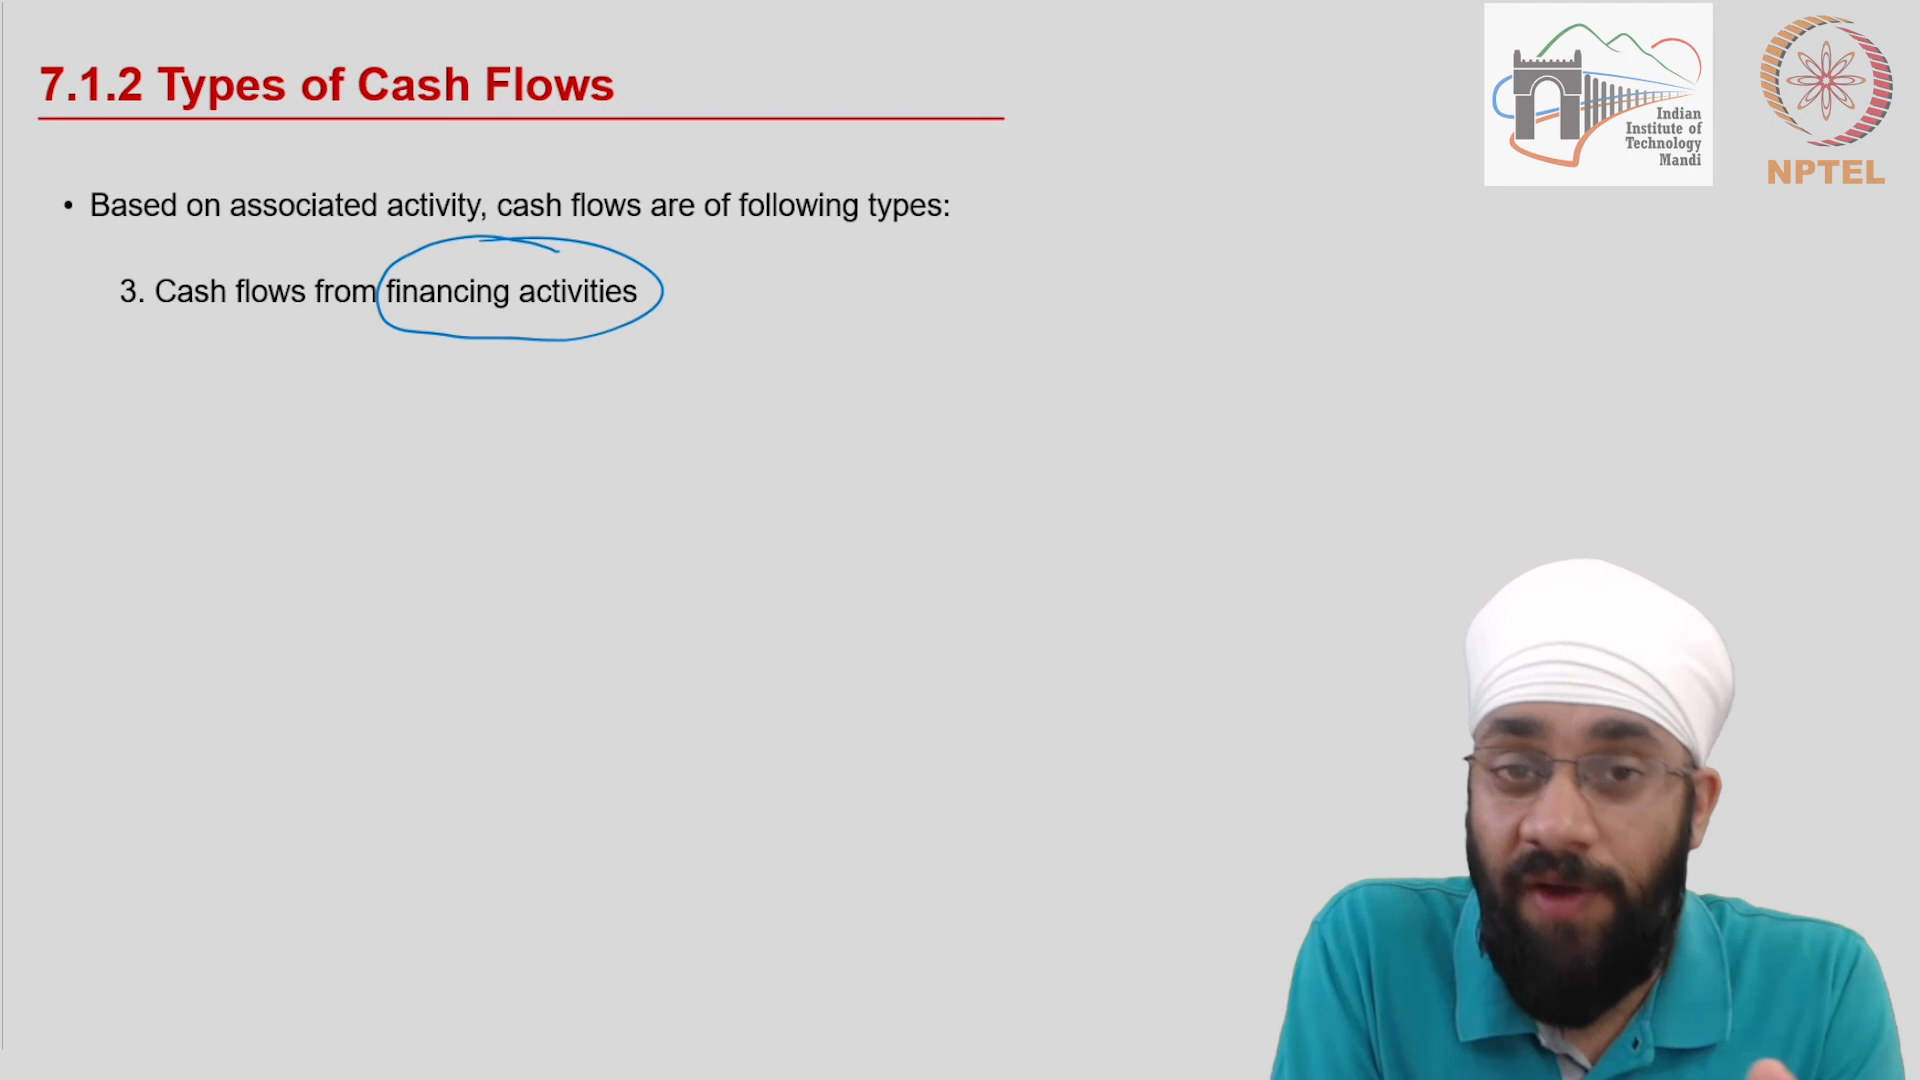 7.1.2 Types of Cash Flows
• Based on associated activity, cash flows are of following types:
3. Cash flows from financing activities
Indian
Institute of
Technology
Mandi
NPTEL